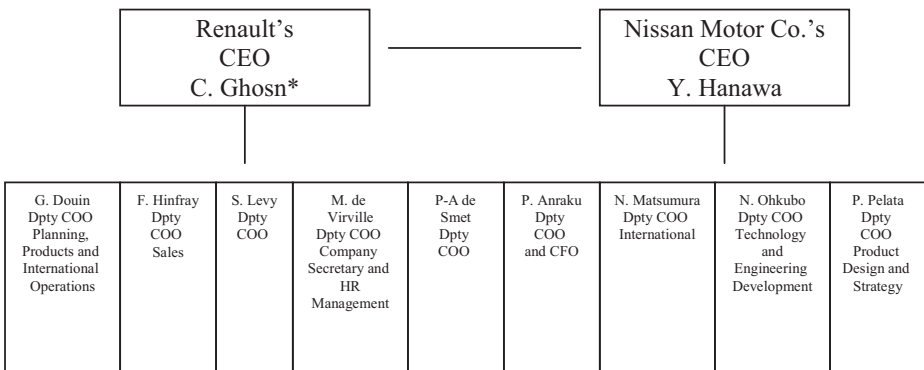 Renault's
CEO
C. Ghosn*
Nissan Motor Co.'s
CEO
Y. Hanawa
G. Douin
Dpty COO
Planning,
Products and
International
Operations
F. Hinfray
Dpty
COO
Sales
S. Levy
Dpty
COO
M. de
Virville
Dpty COO
Company
Secretary and
HR
Management
P-A de
Smet
Dpty
COO
P. Anraku
Dpty
COO
and CFO
N. Matsumura
Dpty COO
International
N. Ohkubo
Dpty COO
Technology
and
Engineering
Development
P. Pelata
Dpty
COO
Product
Design and
Strategy